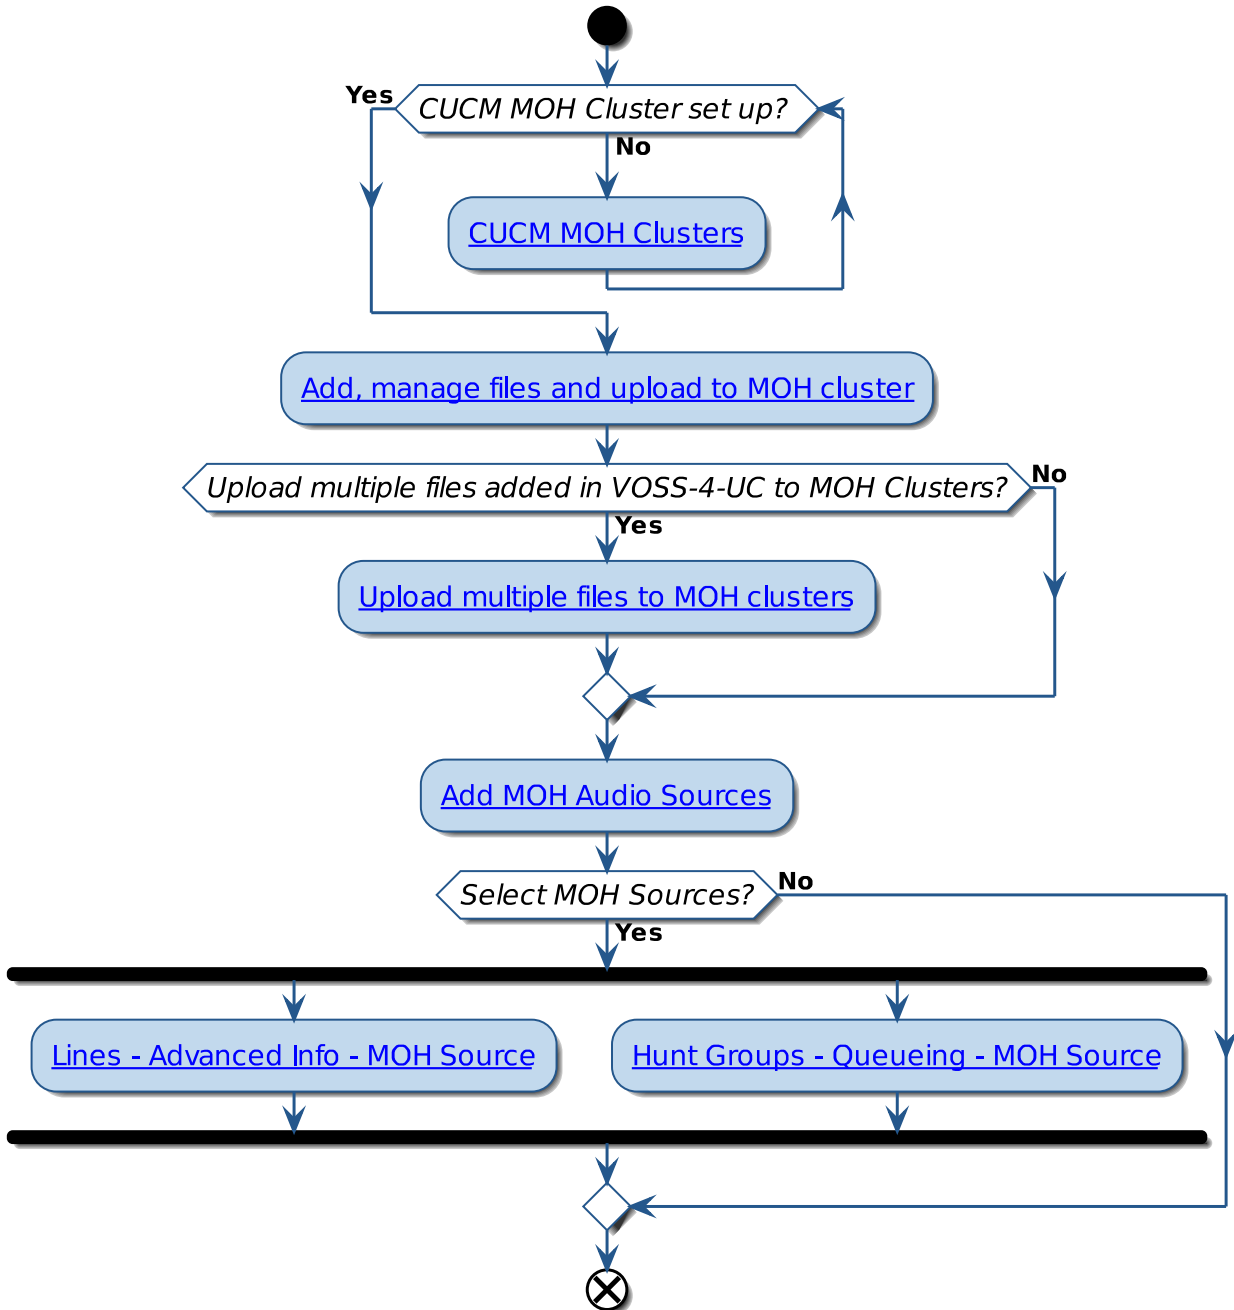 Yes
CUCM MOH Cluster set up?
No
CUCM MOH Clusters
Add, manage files and upload to MOH cluster
Upload multiple files added in VOSS-4-UC to MOH Clusters?
No
Yes
Upload multiple files to MOH clusters
Add MOH Audio Sources
Select MOH Sources?
No
Yes
Lines - Advanced Info - MOH Source
Hunt Groups - Queueing - MOH Source